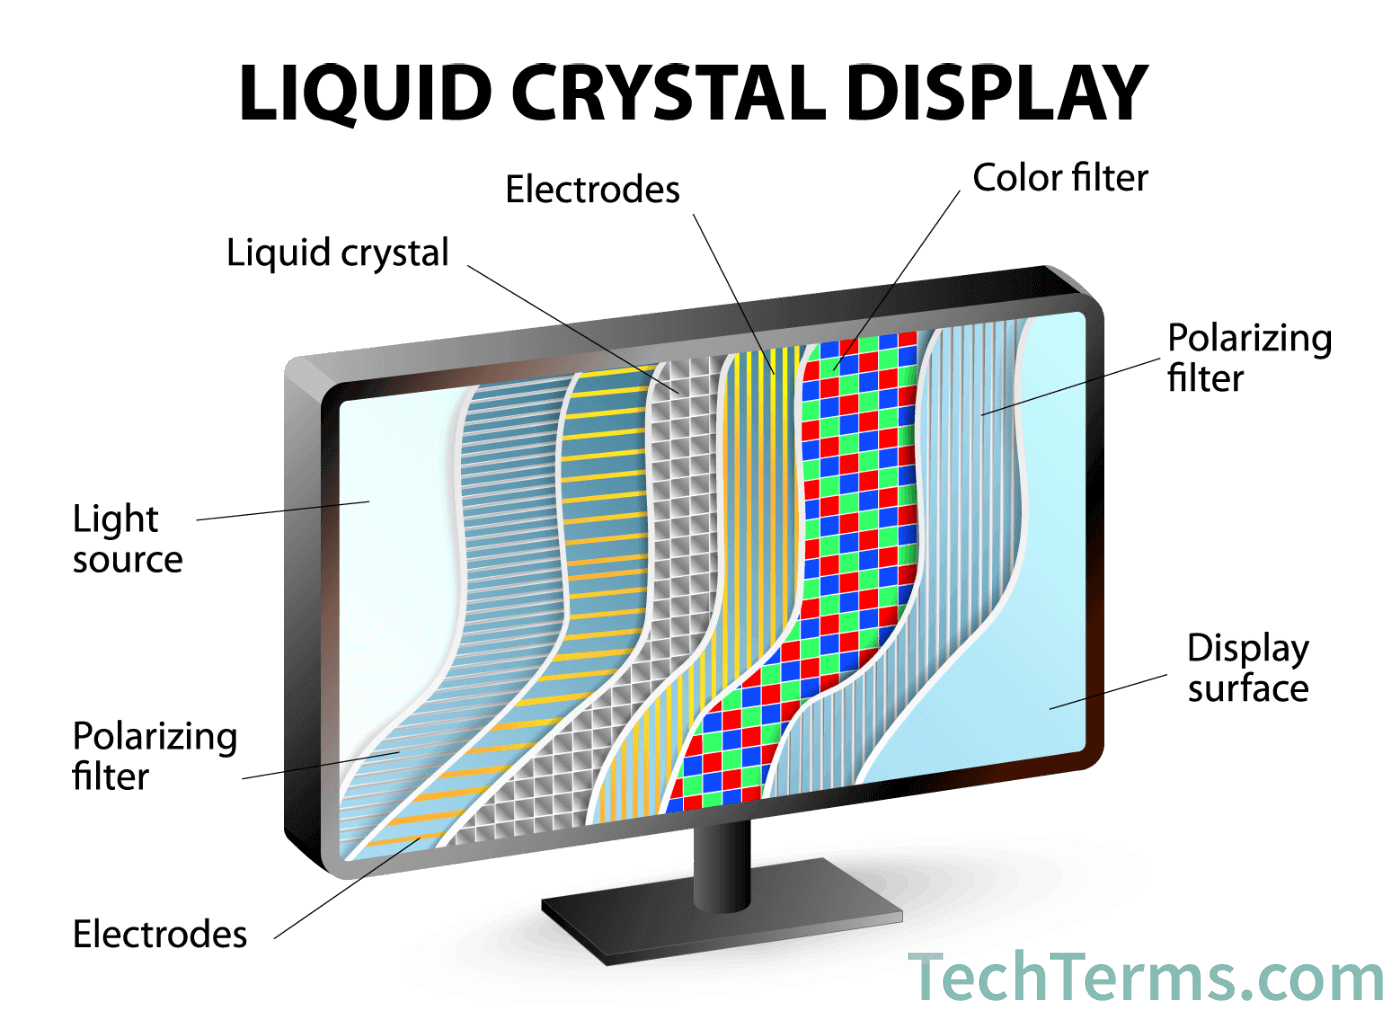 LIQUID CRYSTAL DISPLAY
Color filter
Electrodes
Liquid crystal
Polarizing
filter
Light
source
Display
surface
Polarizing
filter
Electrodes
TechTerms.com